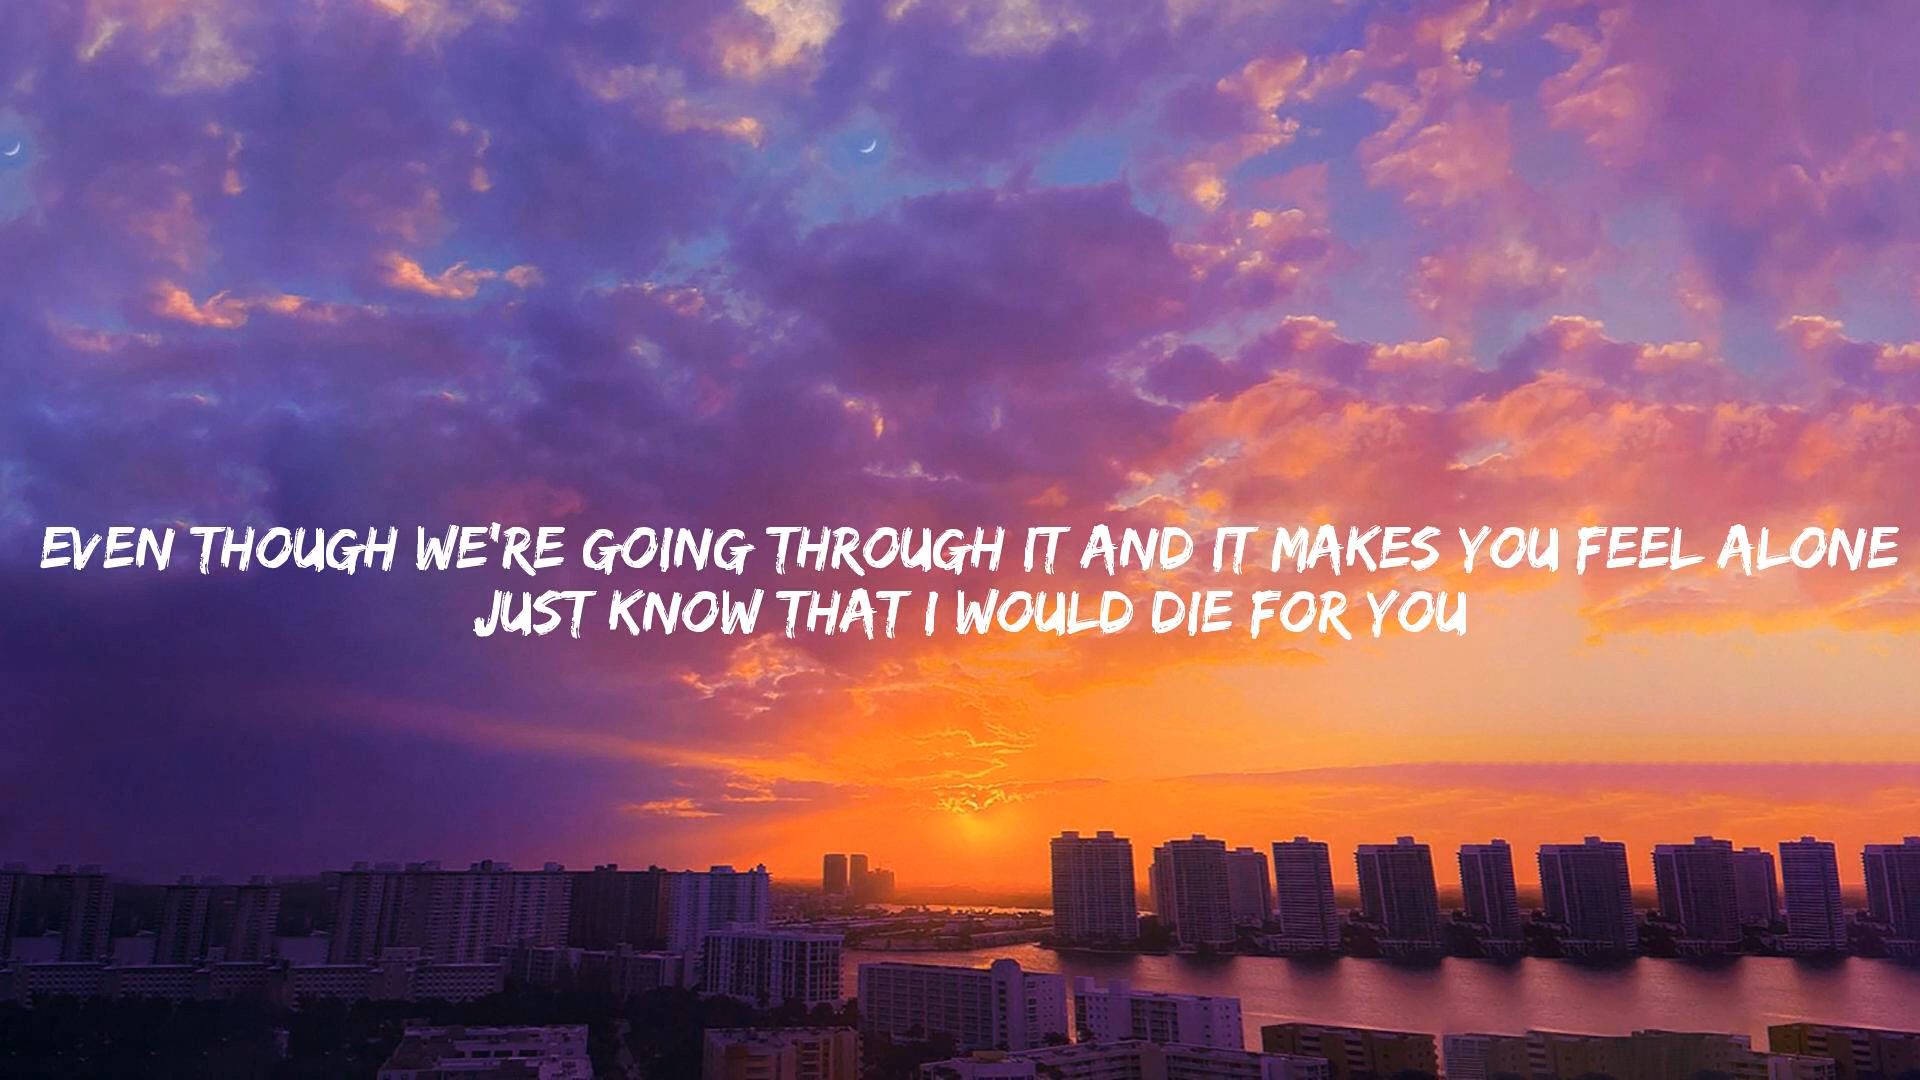 EVEN THOUGH WE'RE GOING THROUGH IT AND IT MAKES YOU FEEL ALONE
JUST KNOW THAT I WOULD DIE FOR YOU